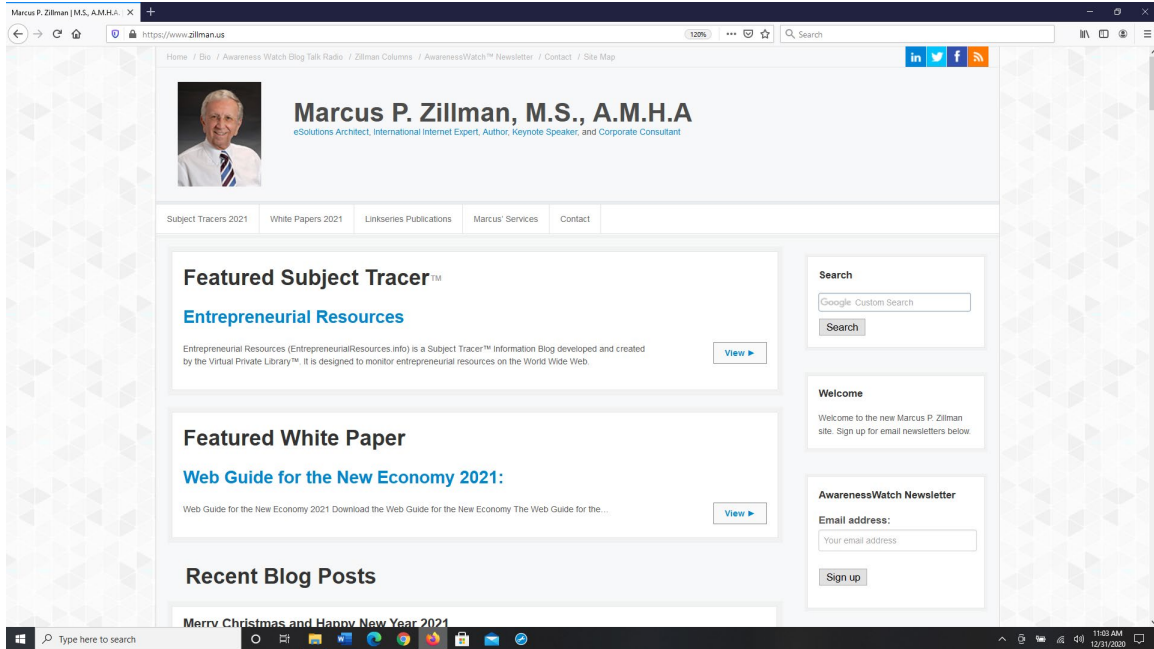 Marcus P. Zillman | M.S., A.M.H.A.
https://www.zillman.us
120%
Search
Home / Bio / Awareness Watch Blog Talk Radio / Zillman Columns / AwarenessWatch™ Newsletter / Contact / Site Map
in
f
Marcus P. Zillman, M.S., A.M.H.A
eSolutions Architect, International Internet Expert, Author, Keynote Speaker, and Corporate Consultant
Subject Tracers 2021
White Papers 2021
Linkseries Publications
Marcus' Services
Contact
Featured Subject Tracer™
Entrepreneurial Resources
Entrepreneurial Resources (EntrepreneurialResources.info) is a Subject Tracer™ Information Blog developed and created
by the Virtual Private Library™. It is designed to monitor entrepreneurial resources on the World Wide Web.
View ►
Featured White Paper
Web Guide for the New Economy 2021:
Web Guide for the New Economy 2021 Download the Web Guide for the New Economy The Web Guide for the...
View ►
Recent Blog Posts
Merry Christmas and Happy New Year 2021
Search
Google Custom Search
Search
Welcome
Welcome to the new Marcus P. Zillman
site. Sign up for email newsletters below.
AwarenessWatch Newsletter
Email address:
Your email address
Sign up
Type here to search
11:03 AM
12/31/2020